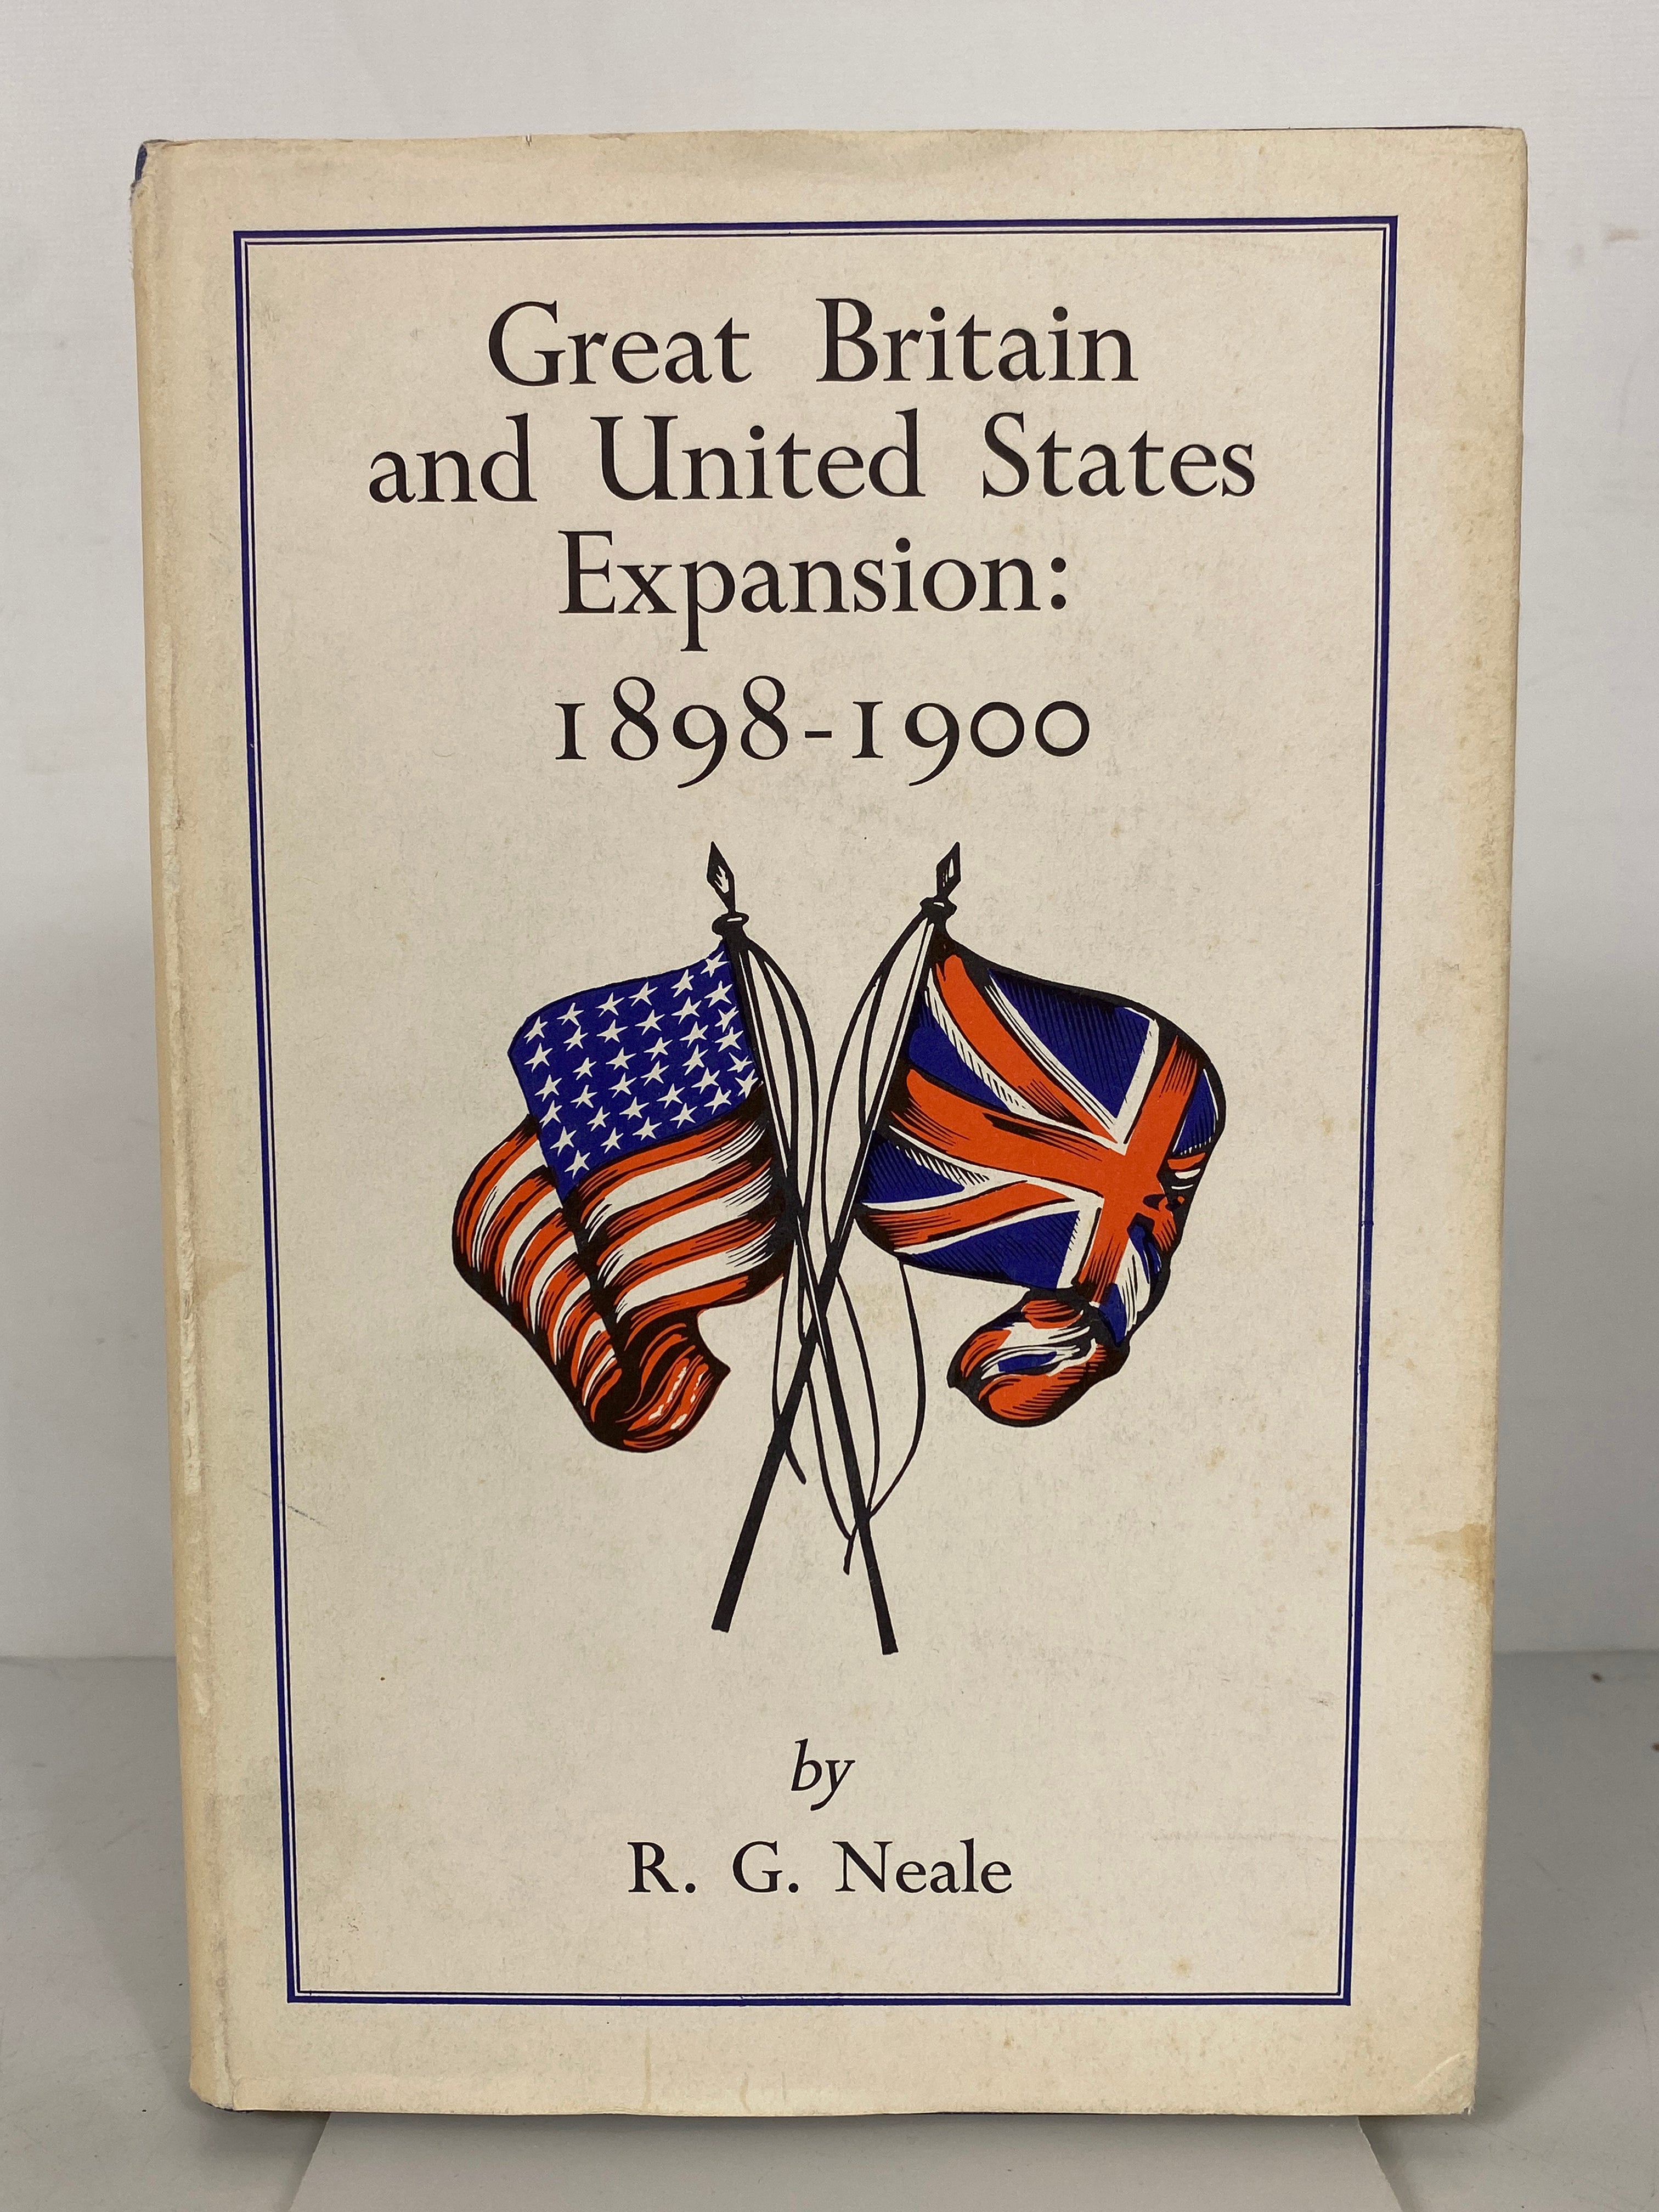 Great Britain
and United States
Expansion:
1898-1900
by
R. G. Neale